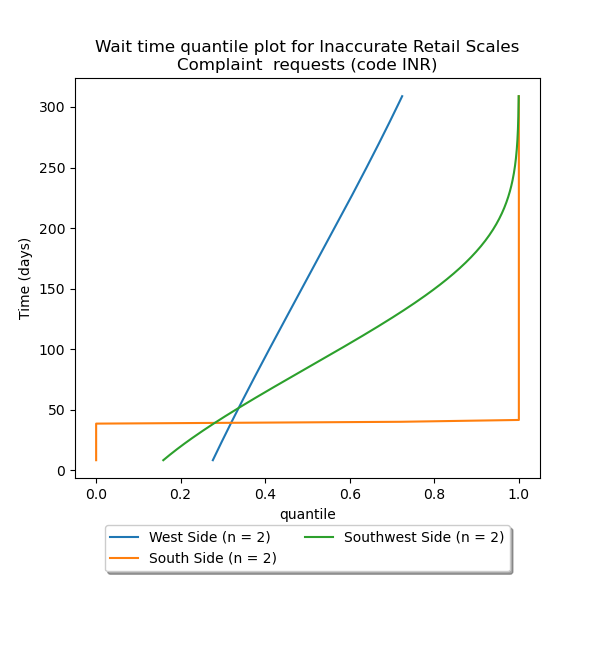 Wait time quantile plot for Inaccurate Retail Scales
Complaint  requests (code INR)
Time (days)
300
250
200
150
100
50
0
0.0 0.2 0.4 0.6 0.8 1.0
quantile
West Side (n = 2) Southwest Side (n = 2)
South Side (n = 2)